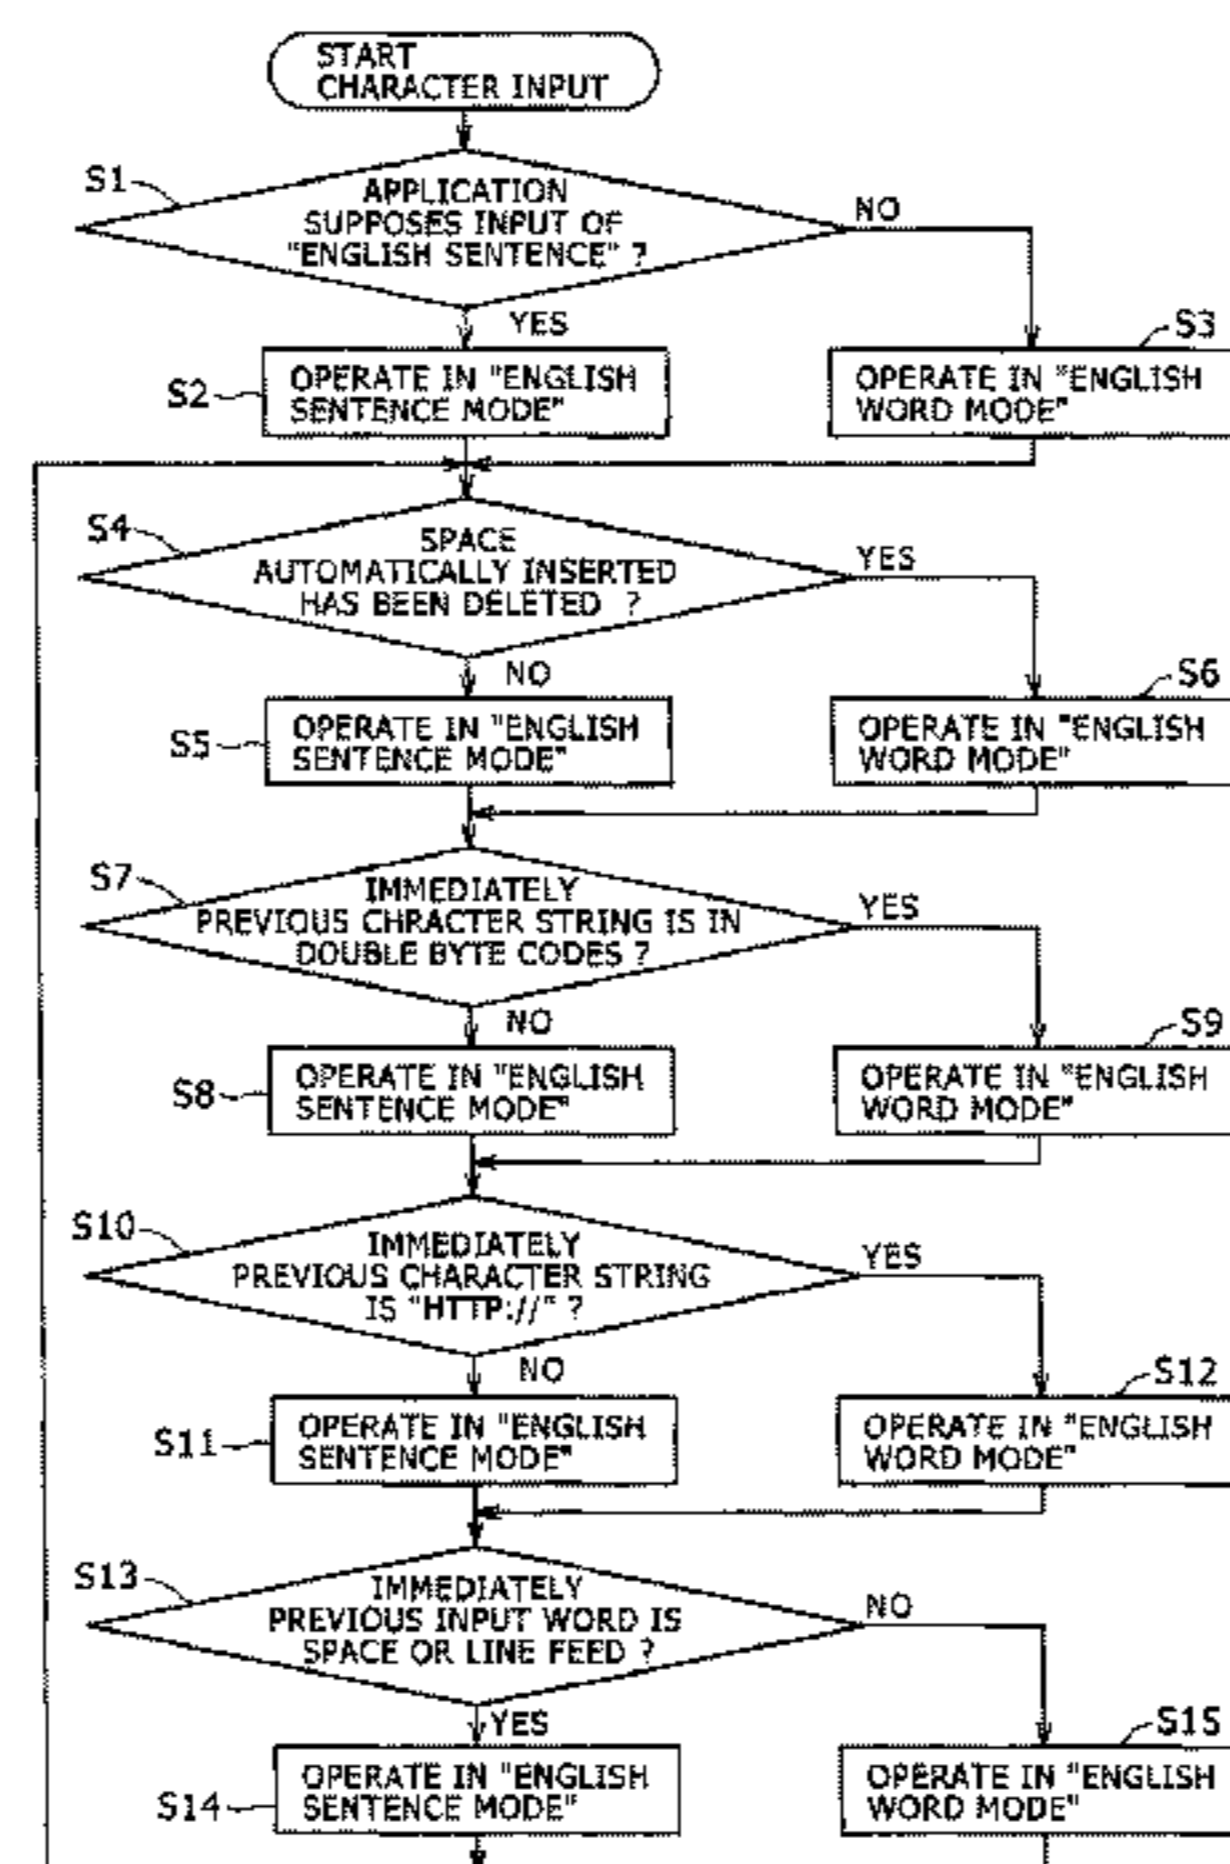 START
CHARACTER INPUT
S1
APPLICATION
SUPPOSES INPUT OF
"ENGLISH SENTENCE" ?
NO
YES
S2
OPERATE IN "ENGLISH
SENTENCE MODE"
S3
OPERATE IN "ENGLISH
WORD MODE"
S4
SPACE
AUTOMATICALLY INSERTED
HAS BEEN DELETED ?
YES
NO
S5
OPERATE IN "ENGLISH
SENTENCE MODE"
S6
OPERATE IN "ENGLISH
WORD MODE"
S7
IMMEDIATELY
PREVIOUS CHRACTER STRING IS IN
DOUBLE BYTE CODES ?
YES
NO
S8
OPERATE IN "ENGLISH
SENTENCE MODE"
S9
OPERATE IN "ENGLISH
WORD MODE"
S10
IMMEDIATELY
PREVIOUS CHARACTER STRING
IS "HTTP://" ?
YES
NO
S11
OPERATE IN "ENGLISH
SENTENCE MODE"
S12
OPERATE IN "ENGLISH
WORD MODE"
S13
IMMEDIATELY
PREVIOUS INPUT WORD IS
SPACE OR LINE FEED ?
NO
YES
S14
OPERATE IN "ENGLISH
SENTENCE MODE"
S15
OPERATE IN "ENGLISH
WORD MODE"